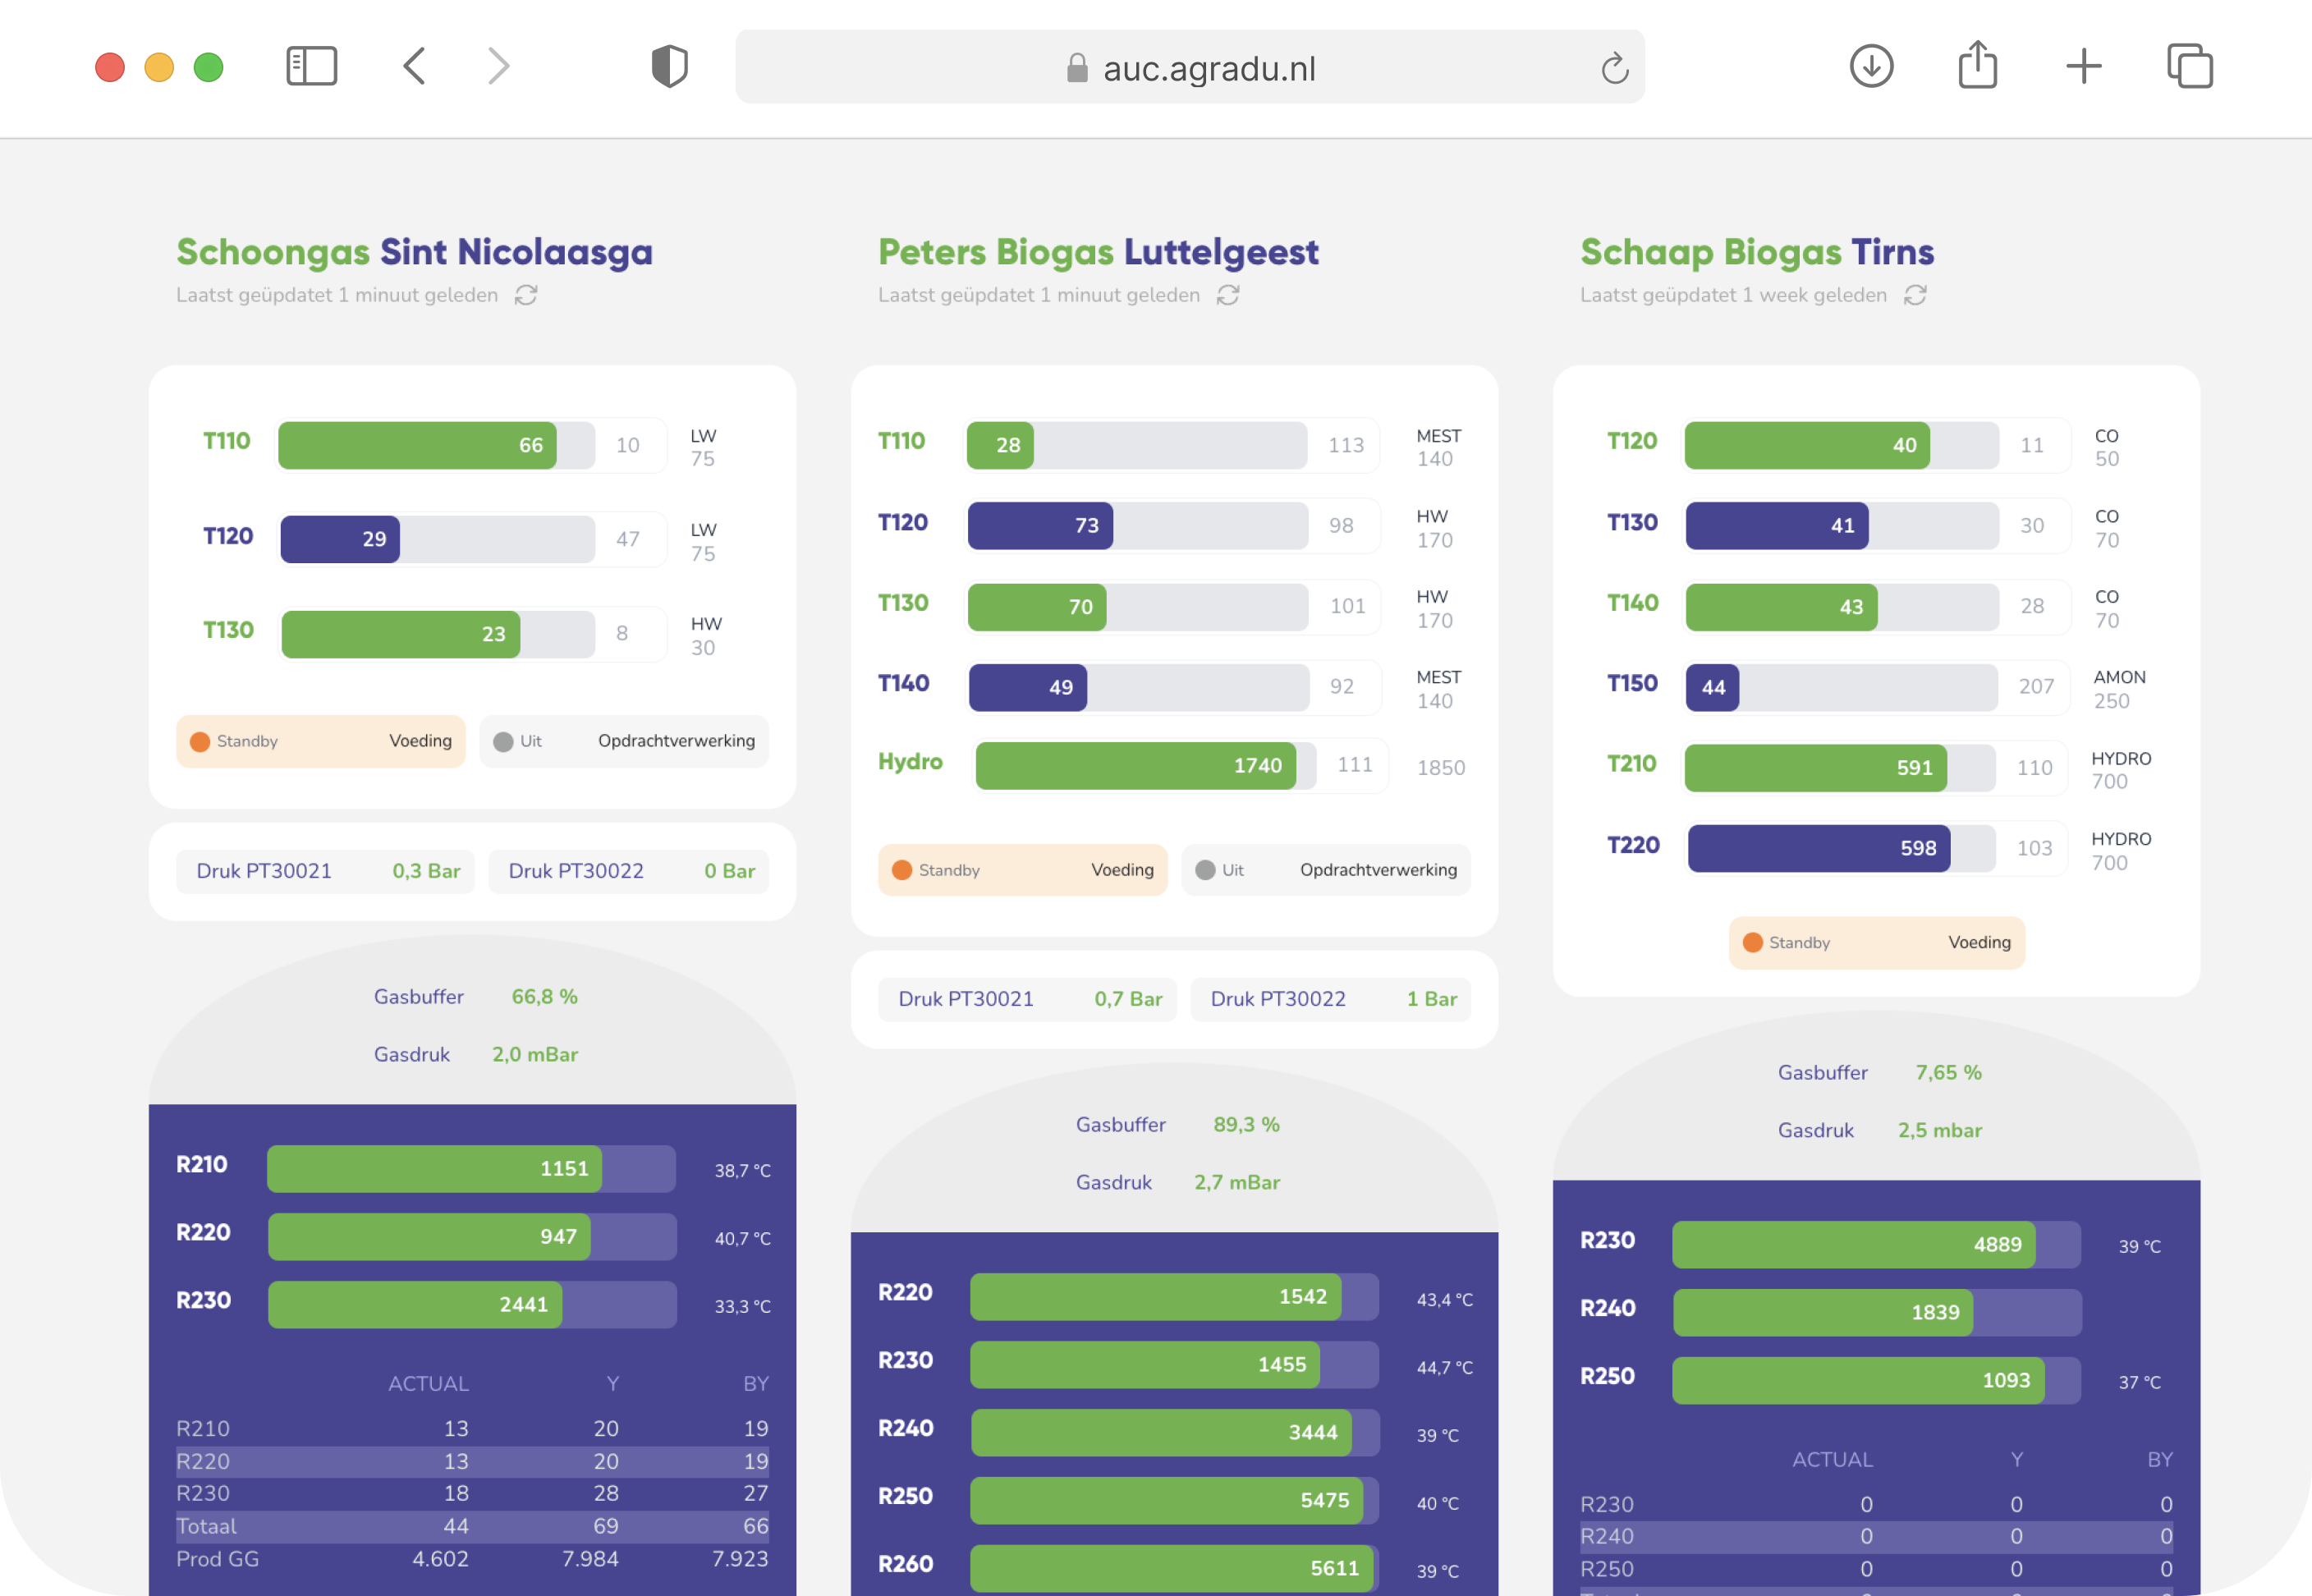 auc.agradu.nl
Schoongas Sint Nicolaasga
Laatst geüpdatet 1 minuut geleden
T110 66 10 LW 75
T120 29 47 LW 75
T130 23 8 HW 30
Standby Voeding Uit Opdrachtverwerking
Druk PT30021 0,3 Bar Druk PT30022 0 Bar
Gasbuffer 66,8 %
Gasdruk 2,0 mBar
R210 1151 38,7 °C
R220 947 40,7 °C
R230 2441 33,3 °C
ACTUAL Y BY
R210 13 20 19
R220 13 20 19
R230 18 28 27
Totaal 44 69 66
Prod GG 4.602 7.984 7.923
Peters Biogas Luttelgeest
Laatst geüpdatet 1 minuut geleden
T110 28 113 MEST 140
T120 73 98 HW 170
T130 70 101 HW 170
T140 49 92 MEST 140
Hydro 1740 111 1850
Standby Voeding Uit Opdrachtverwerking
Druk PT30021 0,7 Bar Druk PT30022 1 Bar
Gasbuffer 89,3 %
Gasdruk 2,7 mBar
R220 1542 43,4 °C
R230 1455 44,7 °C
R240 3444 39 °C
R250 5475 40 °C
R260 5611 39 °C
Schaap Biogas Tirns
Laatst geüpdatet 1 week geleden
T120 40 11 CO 50
T130 41 30 CO 70
T140 43 28 CO 70
T150 44 207 AMON 250
T210 591 110 HYDRO 700
T220 598 103 HYDRO 700
Standby Voeding
Gasbuffer 7,65 %
Gasdruk 2,5 mbar
R230 4889 39 °C
R240 1839
R250 1093 37 °C
ACTUAL Y BY
R230 0 0 0
R240 0 0 0
R250 0 0 0